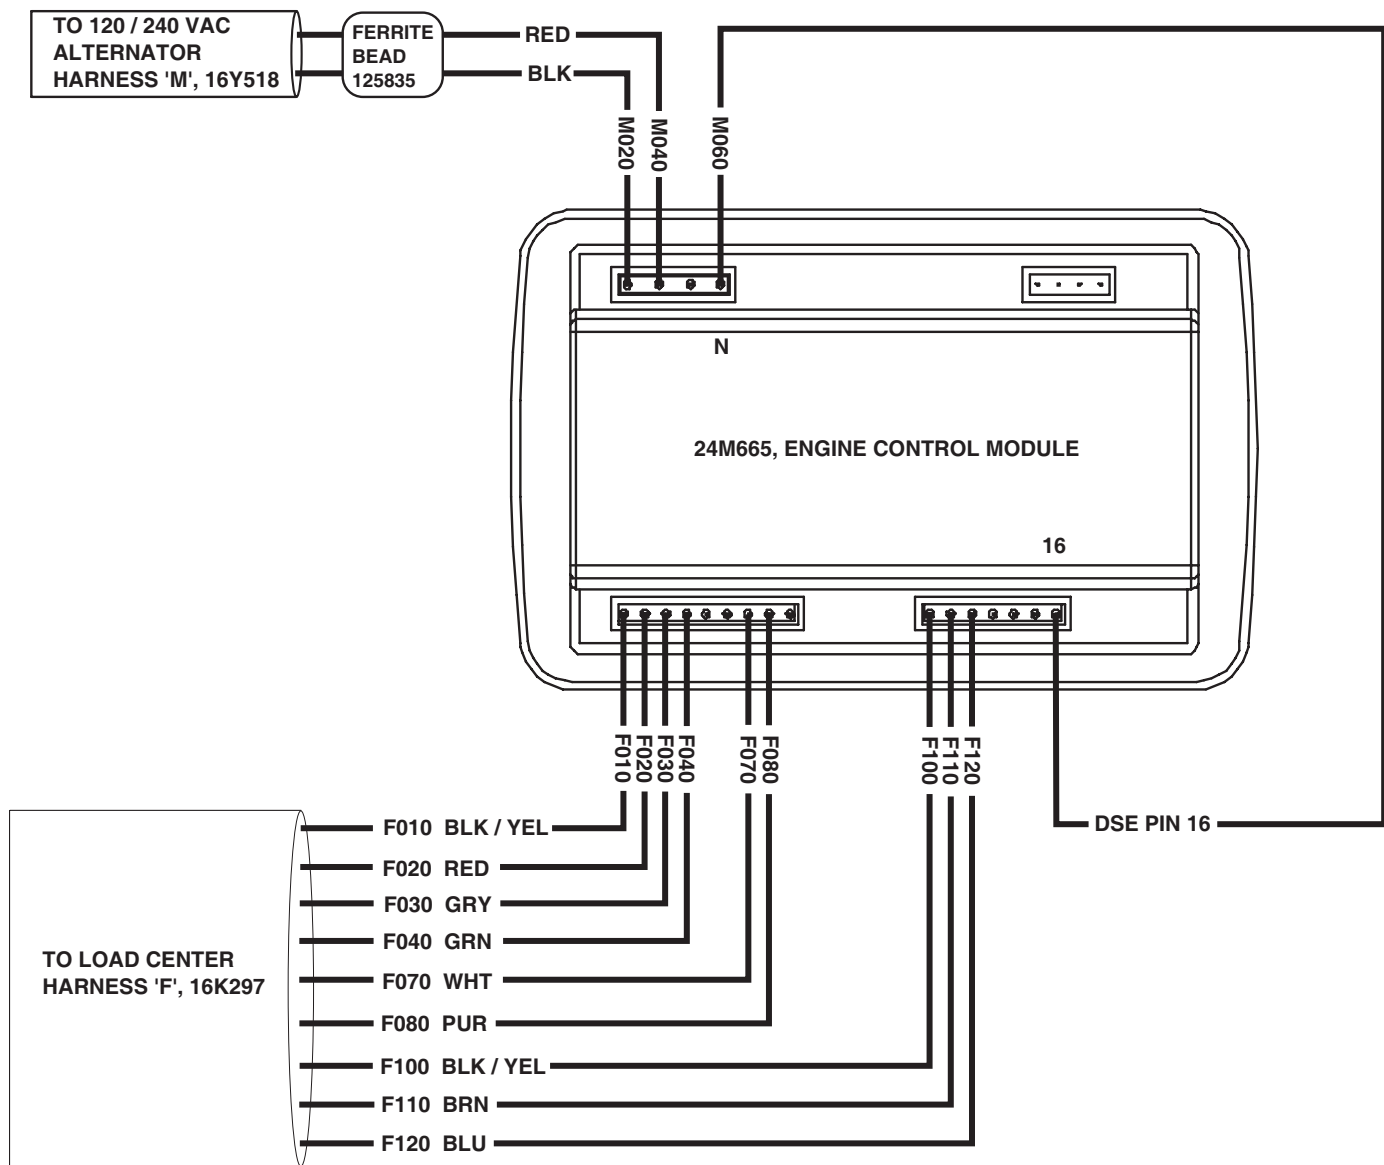 TO 120 / 240 VAC
ALTERNATOR
HARNESS 'M', 16Y518
FERRITE
BEAD
125835
RED
BLK
M020
M040
M060
N
24M665, ENGINE CONTROL MODULE
16
F010
F020
F030
F040
F070
F080
F100
F110
F120
DSE PIN 16
TO LOAD CENTER
HARNESS 'F', 16K297
F010 BLK / YEL
F020 RED
F030 GRY
F040 GRN
F070 WHT
F080 PUR
F100 BLK / YEL
F110 BRN
F120 BLU